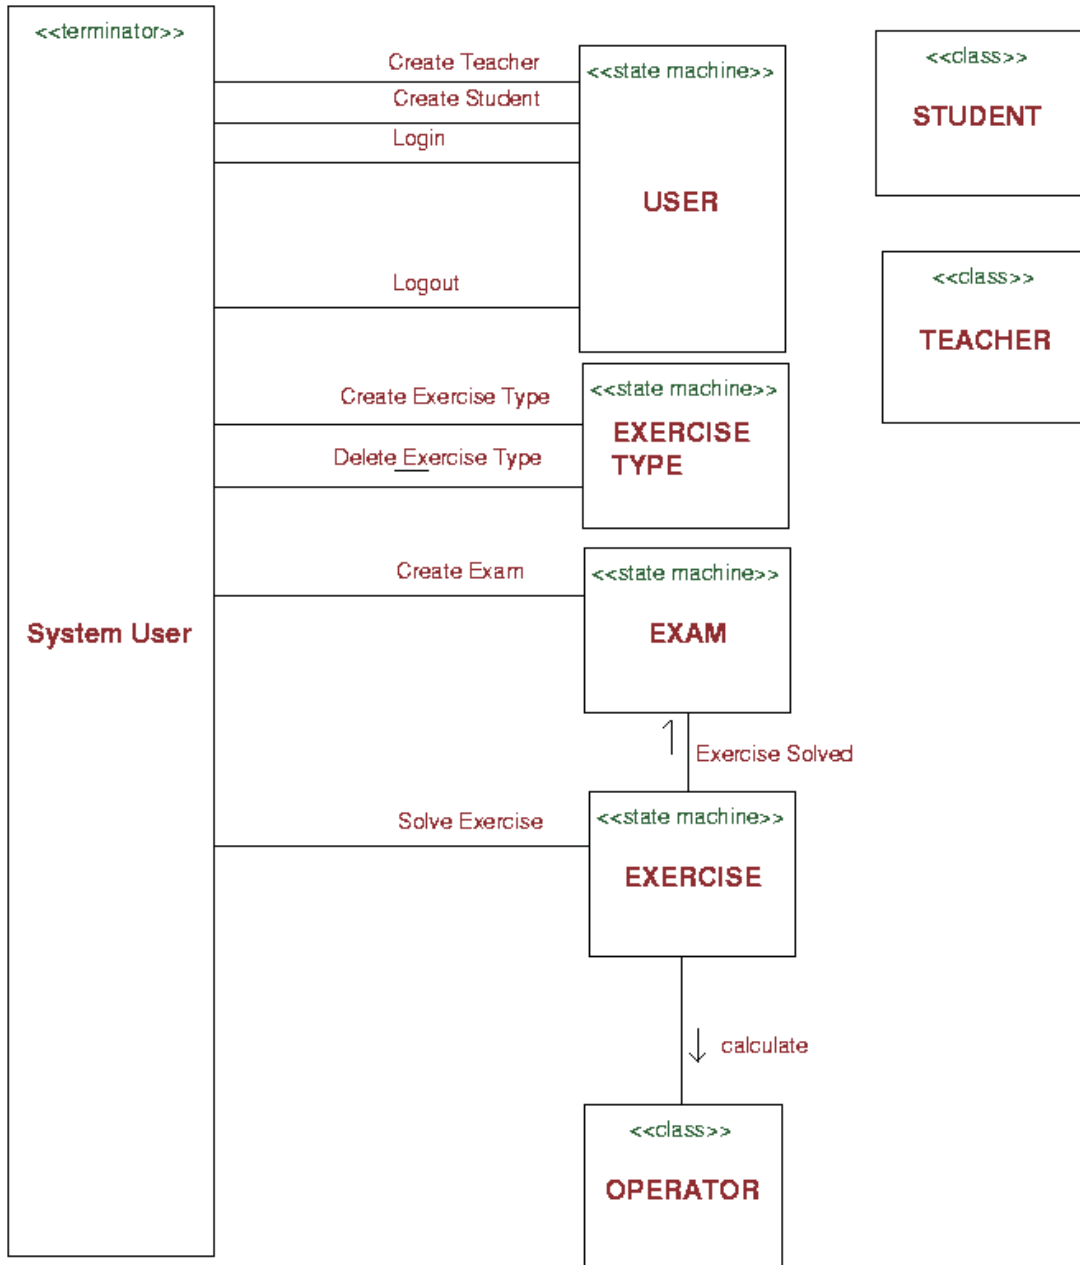 <<terminator>>
System User
Create Teacher
Create Student
Login
Logout
<<state machine>>
USER
<<class>>
STUDENT
<<class>>
TEACHER
Create Exercise Type
Delete Exercise Type
<<state machine>>
EXERCISE
TYPE
Create Exam
<<state machine>>
EXAM
Exercise Solved
Solve Exercise
<<state machine>>
EXERCISE
calculate
<<class>>
OPERATOR